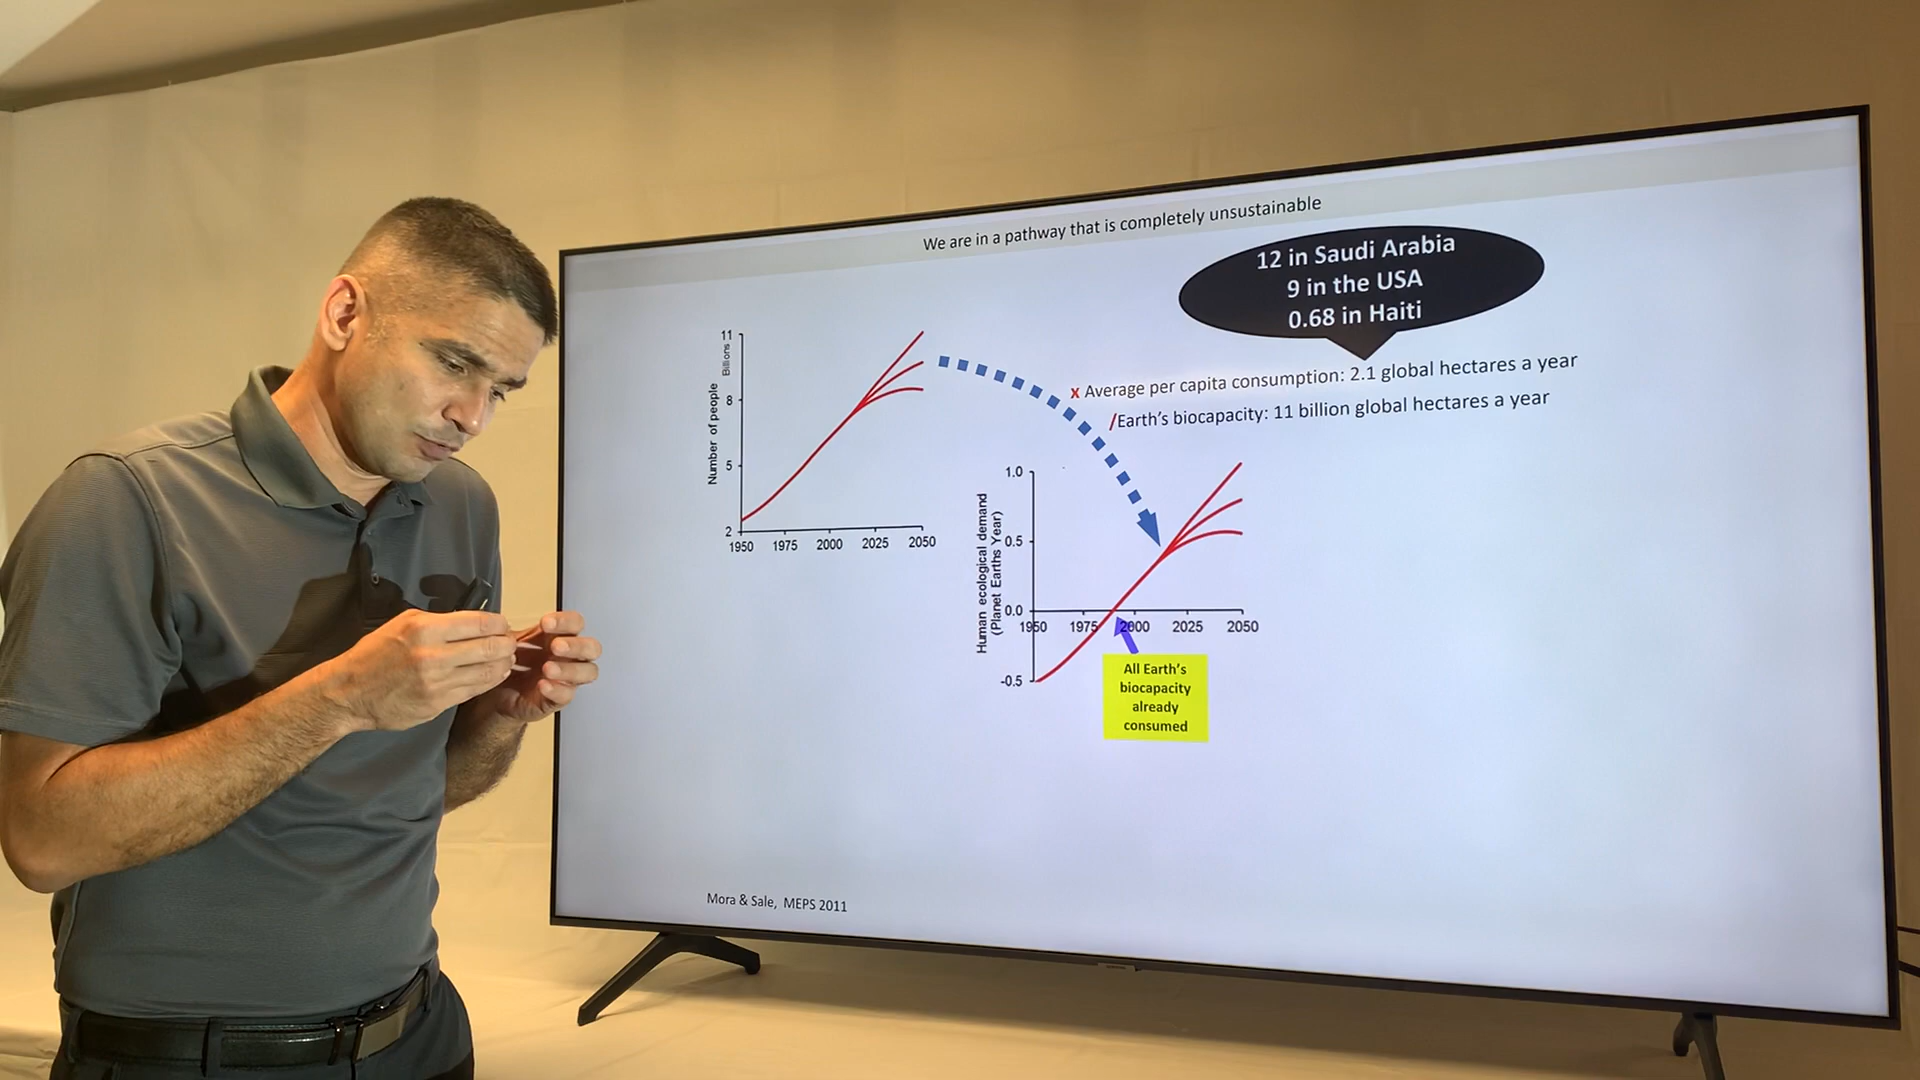 We are in a pathway that is completely unsustainable
12 in Saudi Arabia
9 in the USA
0.68 in Haiti
x Average per capita consumption: 2.1 global hectares a year
/Earth's biocapacity: 11 billion global hectares a year
Number of people
Billions
11
8
5
2
1950 1975 2000 2025 2050
Human ecological demand
(Planet Earths Year)
1.0
0.5
0.0
-0.5
1950 1975 2000 2025 2050
All Earth's
biocapacity
already
consumed
Mora & Sale, MEPS 2011